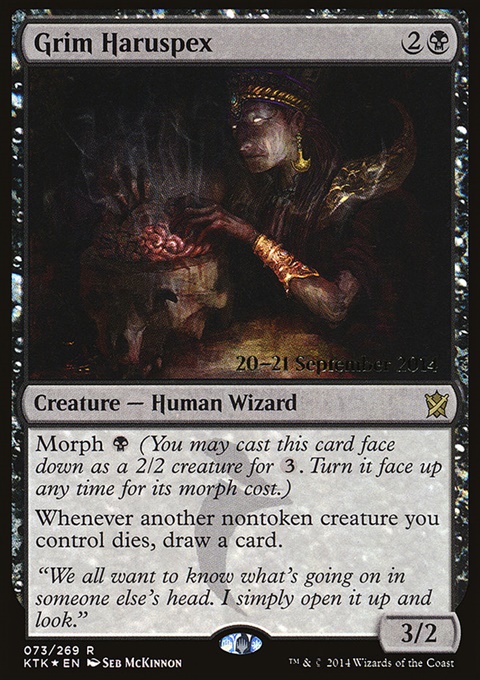 Grim Haruspex 2
20–21 September 2014
Creature — Human Wizard
Morph (You may cast this card face
down as a 2/2 creature for 3. Turn it face up
any time for its morph cost.)
Whenever another nontoken creature you
control dies, draw a card.
“We all want to know what’s going on in
someone else’s head. I simply open it up and
look.”
3/2
073/269 R
KTK★EN Seb McKinnon
™ & © 2014 Wizards of the Coast